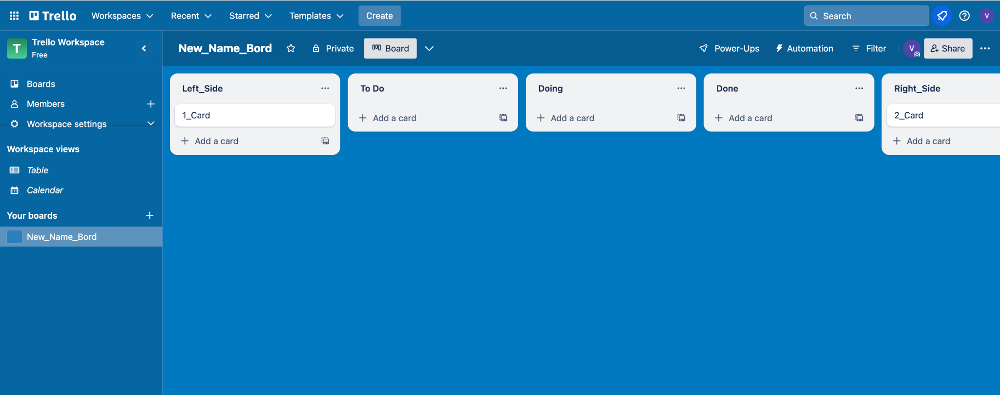 Trello Workspaces Recent Starred Templates Create Search V
T Trello Workspace
Free
New_Name_Bord Private Board Power-Ups Automation Filter V Share
Boards
Members
Workspace settings
Workspace views
Table
Calendar
Your boards
New_Name_Bord
Left_Side
1_Card
Add a card
To Do
Add a card
Doing
Add a card
Done
Add a card
Right_Side
2_Card
Add a card